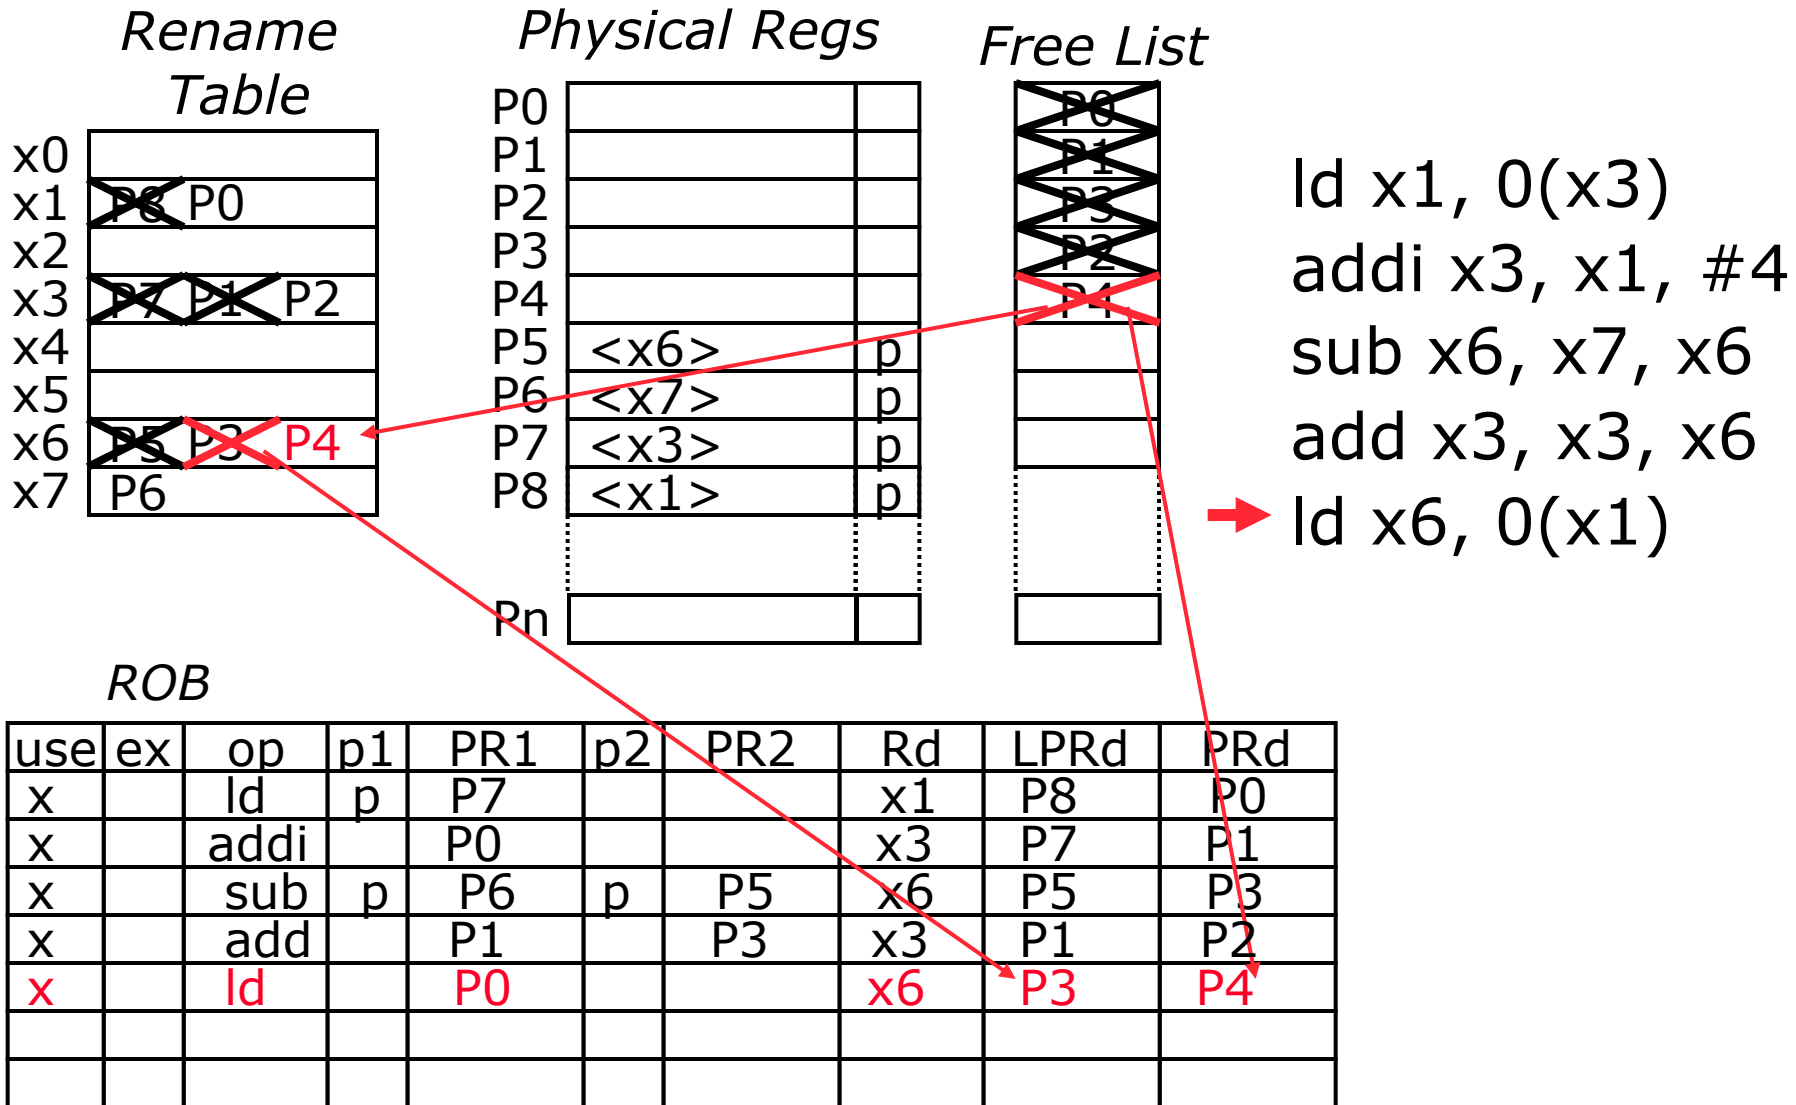 Rename Table
x0
x1 P8 P0
x2
x3 P7 P1 P2
x4
x5
x6 P5 P3 P4
x7 P6
Physical Regs
P0
P1
P2
P3
P4
P5 <x6> p
P6 <x7> p
P7 <x3> p
P8 <x1> p
Pn
Free List
P0
P1
P3
P2
P4
ld x1, 0(x3)
addi x3, x1, #4
sub x6, x7, x6
add x3, x3, x6
ld x6, 0(x1)
ROB
use ex op p1 PR1 p2 PR2 Rd LPRd PRd
x ld p P7 x1 P8 P0
x addi P0 x3 P7 P1
x sub p P6 p P5 x6 P5 P3
x add P1 P3 x3 P1 P2
x ld P0 x6 P3 P4